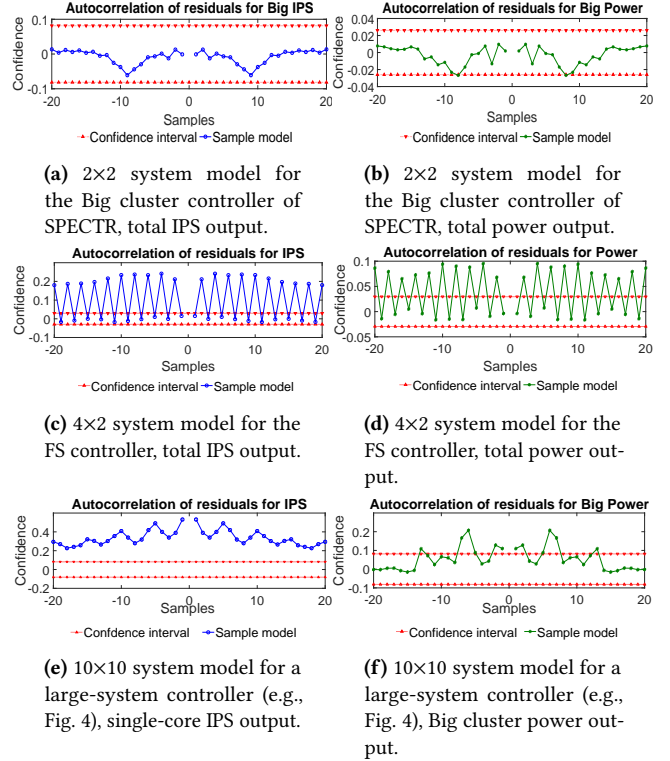 Autocorrelation of residuals for Big IPS
Confidence
0.1
0
-0.1
-20
-10
0
10
20
Samples
Confidence interval
Sample model
(a) 2×2 system model for
the Big cluster controller of
SPECTR, total IPS output.
Autocorrelation of residuals for Big Power
Confidence
0.04
0.02
0
-0.02
-0.04
-20
-10
0
10
20
Samples
Confidence interval
Sample model
(b) 2×2 system model for
the Big cluster controller of
SPECTR, total power output.
Autocorrelation of residuals for IPS
Confidence
0.2
0.1
0
-0.1
-20
-10
0
10
20
Samples
Confidence interval
Sample model
(c) 4×2 system model for the
FS controller, total IPS output.
Autocorrelation of residuals for Power
Confidence
0.1
0.05
0
-0.05
-20
-10
0
10
20
Samples
Confidence interval
Sample model
(d) 4×2 system model for the
FS controller, total power out-
put.
Autocorrelation of residuals for IPS
Confidence
0.4
0.2
0
-0.2
-20
-10
0
10
20
Samples
Confidence interval
Sample model
(e) 10×10 system model for a
large-system controller (e.g.,
Fig. 4), single-core IPS output.
Autocorrelation of residuals for Big Power
Confidence
0.2
0.1
0
-0.1
-20
-10
0
10
20
Samples
Confidence interval
Sample model
(f) 10×10 system model for a
large-system controller (e.g.,
Fig. 4), Big cluster power out-
put.